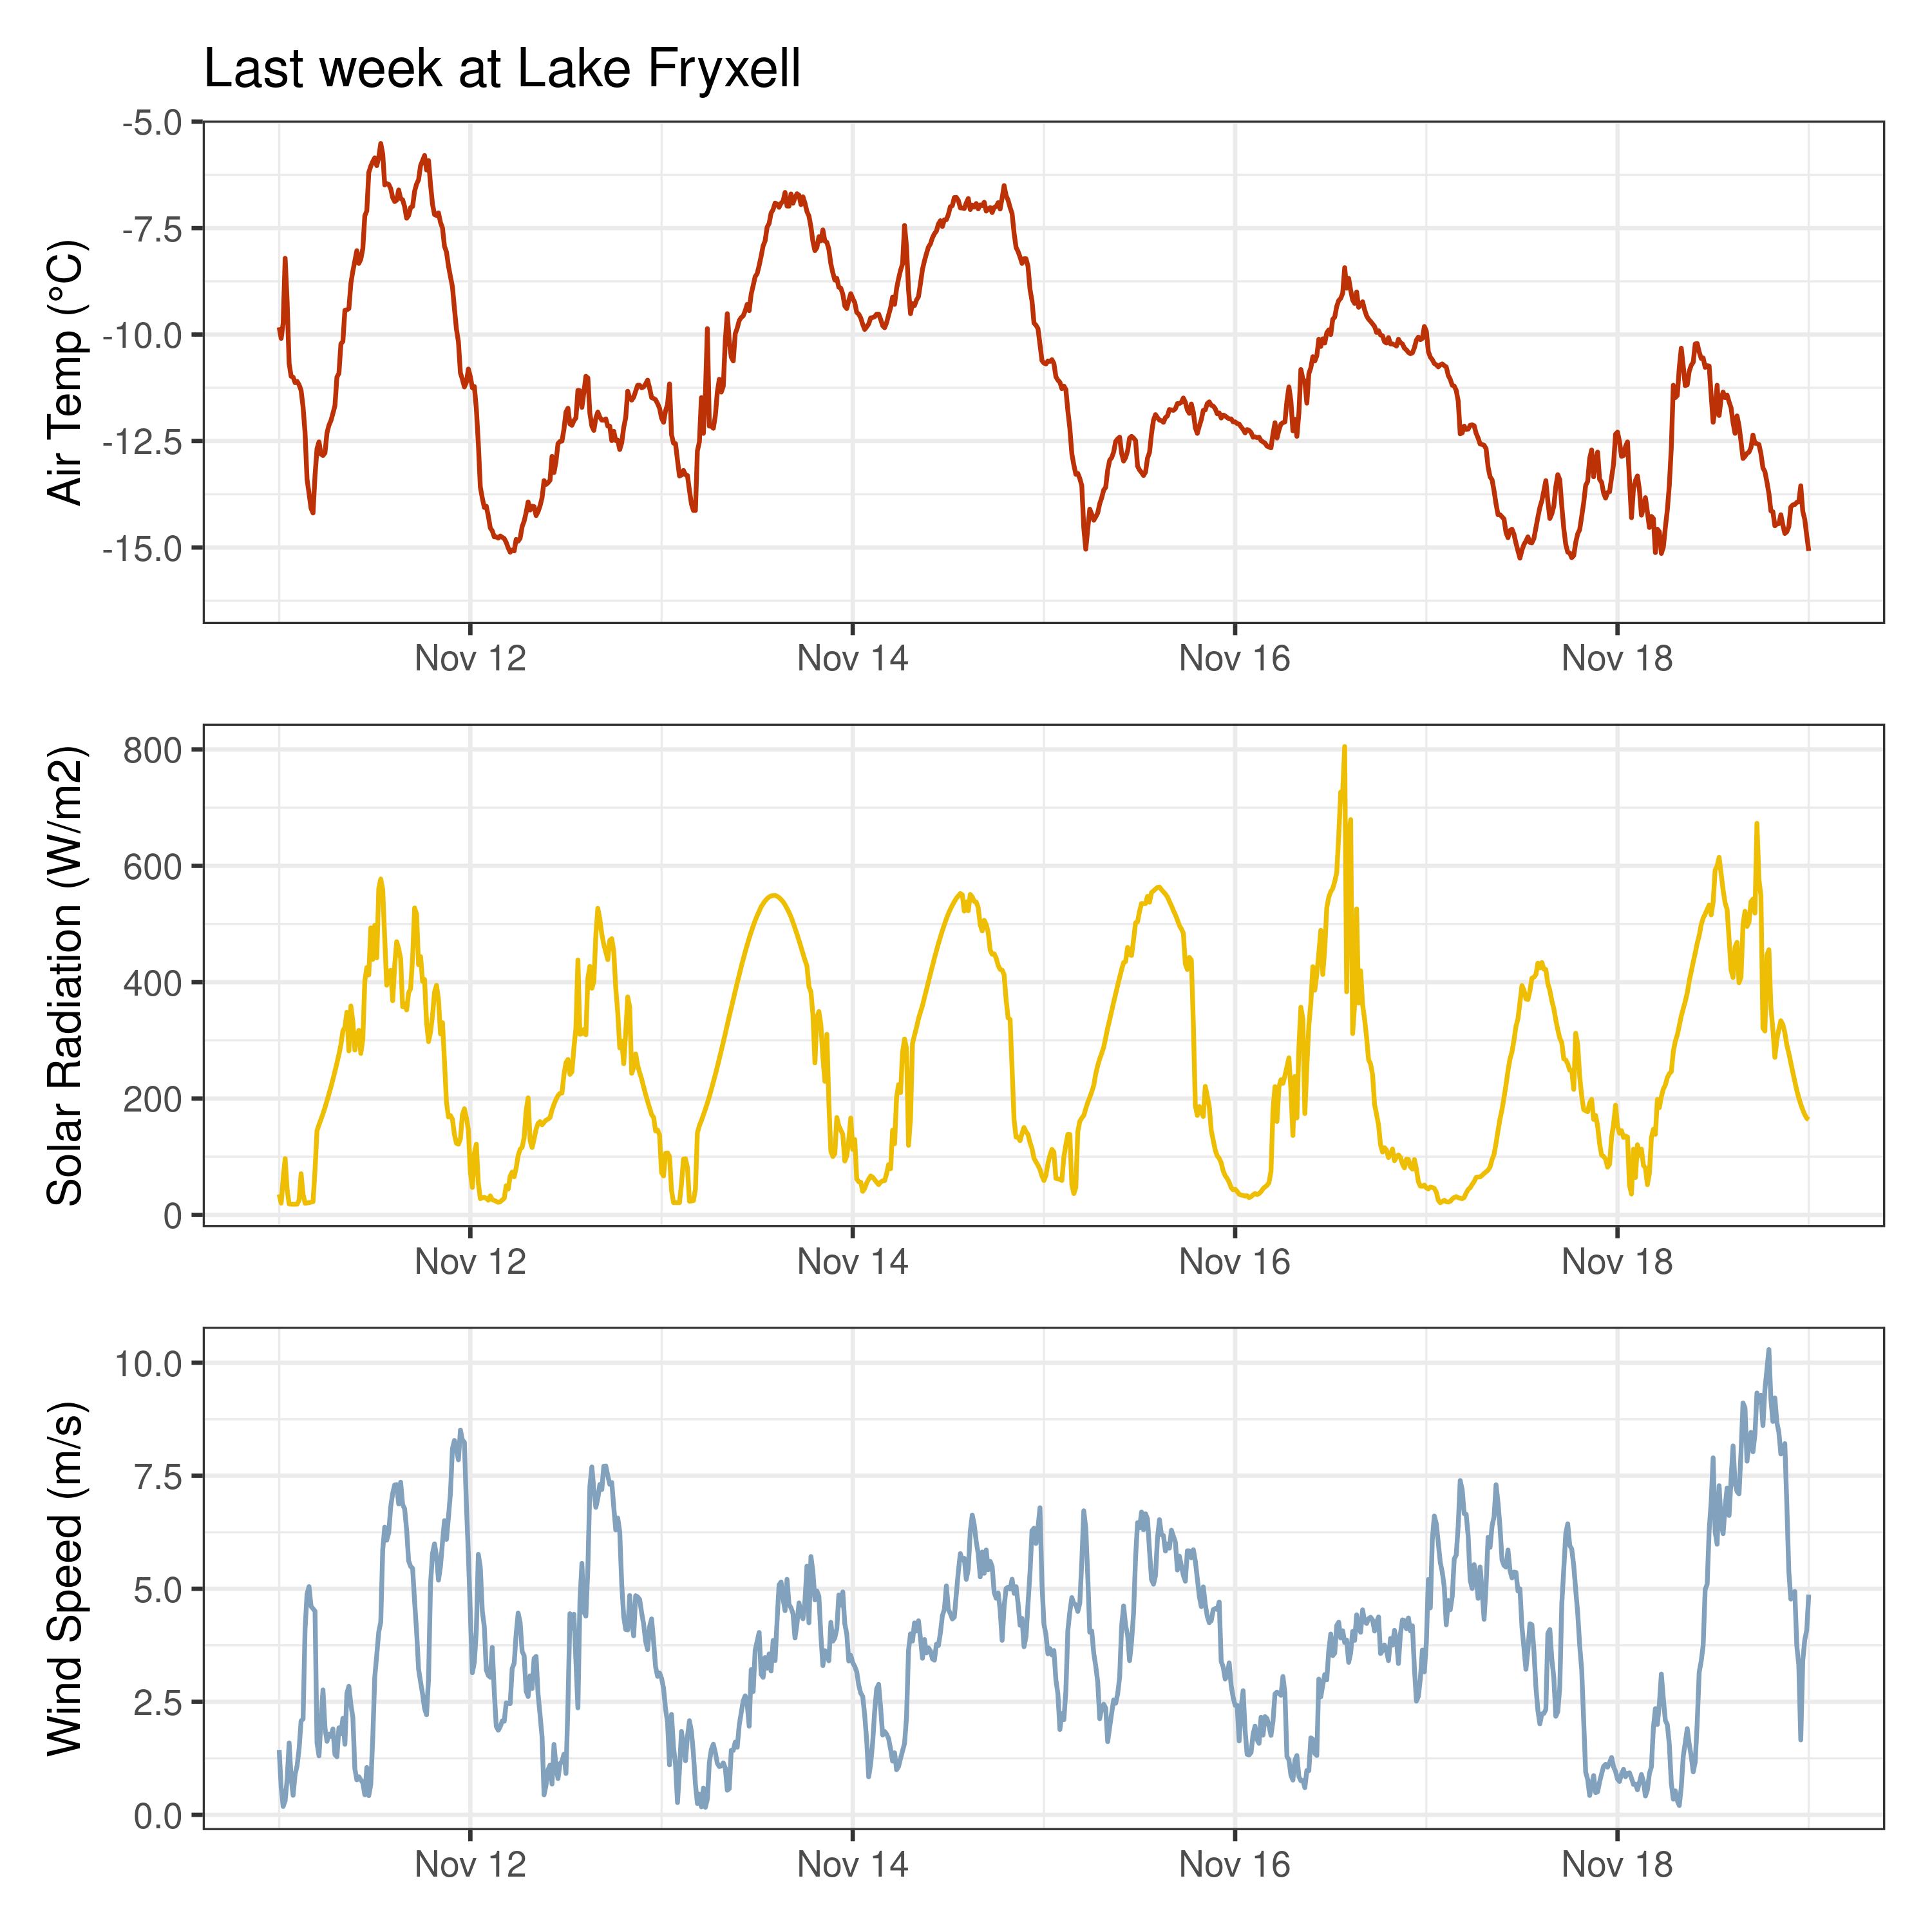 Last week at Lake Fryxell
Air Temp (°C)
-5.0
-7.5
-10.0
-12.5
-15.0
Nov 12
Nov 14
Nov 16
Nov 18
Solar Radiation (W/m2)
800
600
400
200
0
Nov 12
Nov 14
Nov 16
Nov 18
Wind Speed (m/s)
10.0
7.5
5.0
2.5
0.0
Nov 12
Nov 14
Nov 16
Nov 18